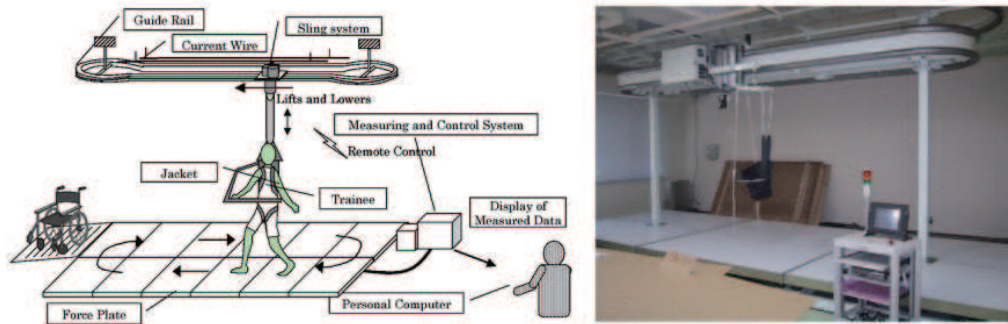 Guide Rail
Sling system
Current Wire
Lifts and Lowers
Measuring and Control System
Remote Control
Jacket
Trainee
Display of
Measured Data
Personal Computer
Force Plate